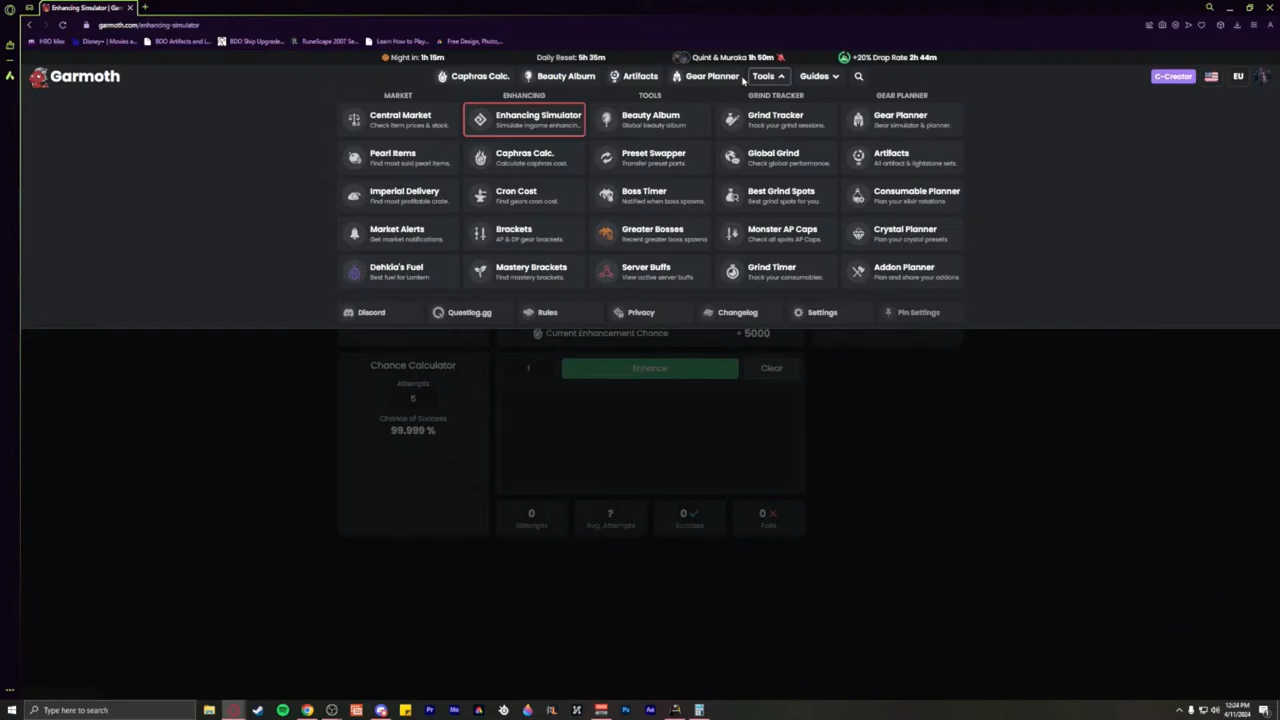 Enhancing Simulator | Gar
garmoth.com/enhancing-simulator
HBO Max
Disney+ | Movies a...
BDO Artifacts and L...
BDO Ship Upgrade...
RuneScape 2007 Se...
Learn How to Play...
Free Design, Photo,...
Night in: 1h 15m
Daily Reset: 5h 35m
Quint & Muraka 1h 50m
+20% Drop Rate 2h 44m
Garmoth
Caphras Calc.
Beauty Album
Artifacts
Gear Planner
Tools
Guides
C-Creator
EU
MARKET
ENHANCING
TOOLS
GRIND TRACKER
GEAR PLANNER
Central Market
Check item prices & stock.
Enhancing Simulator
Simulate ingame enhancin...
Beauty Album
Global beauty album
Grind Tracker
Track your grind sessions.
Gear Planner
Gear simulator & planner.
Pearl Items
Find most sold pearl items.
Caphras Calc.
Calculate caphras cost.
Preset Swapper
Transfer preset parts.
Global Grind
Check global performance.
Artifacts
All artifact & lightstone sets.
Imperial Delivery
Find most profitable crate.
Cron Cost
Find gears cron cost.
Boss Timer
Notified when boss spawns.
Best Grind Spots
Best grind spots for you.
Consumable Planner
Plan your elixir rotations
Market Alerts
Get market notifications.
Brackets
AP & DP gear brackets.
Greater Bosses
Recent greater boss spawns
Monster AP Caps
Check all spots AP Caps.
Crystal Planner
Plan your crystal presets
Dehkia's Fuel
Best fuel for Lantern
Mastery Brackets
Find mastery brackets.
Server Buffs
View active server buffs
Grind Timer
Track your consumables.
Addon Planner
Plan and share your addons
Discord
Questlog.gg
Rules
Privacy
Changelog
Settings
Pin Settings
Current Enhancement Chance
+ 5000
Chance Calculator
Attempts
5
Chance of Success
99.999 %
1
Enhance
Clear
0
Attempts
?
Avg. Attempts
0
Success
0
Fails
Type here to search
12:24 PM
4/11/2024